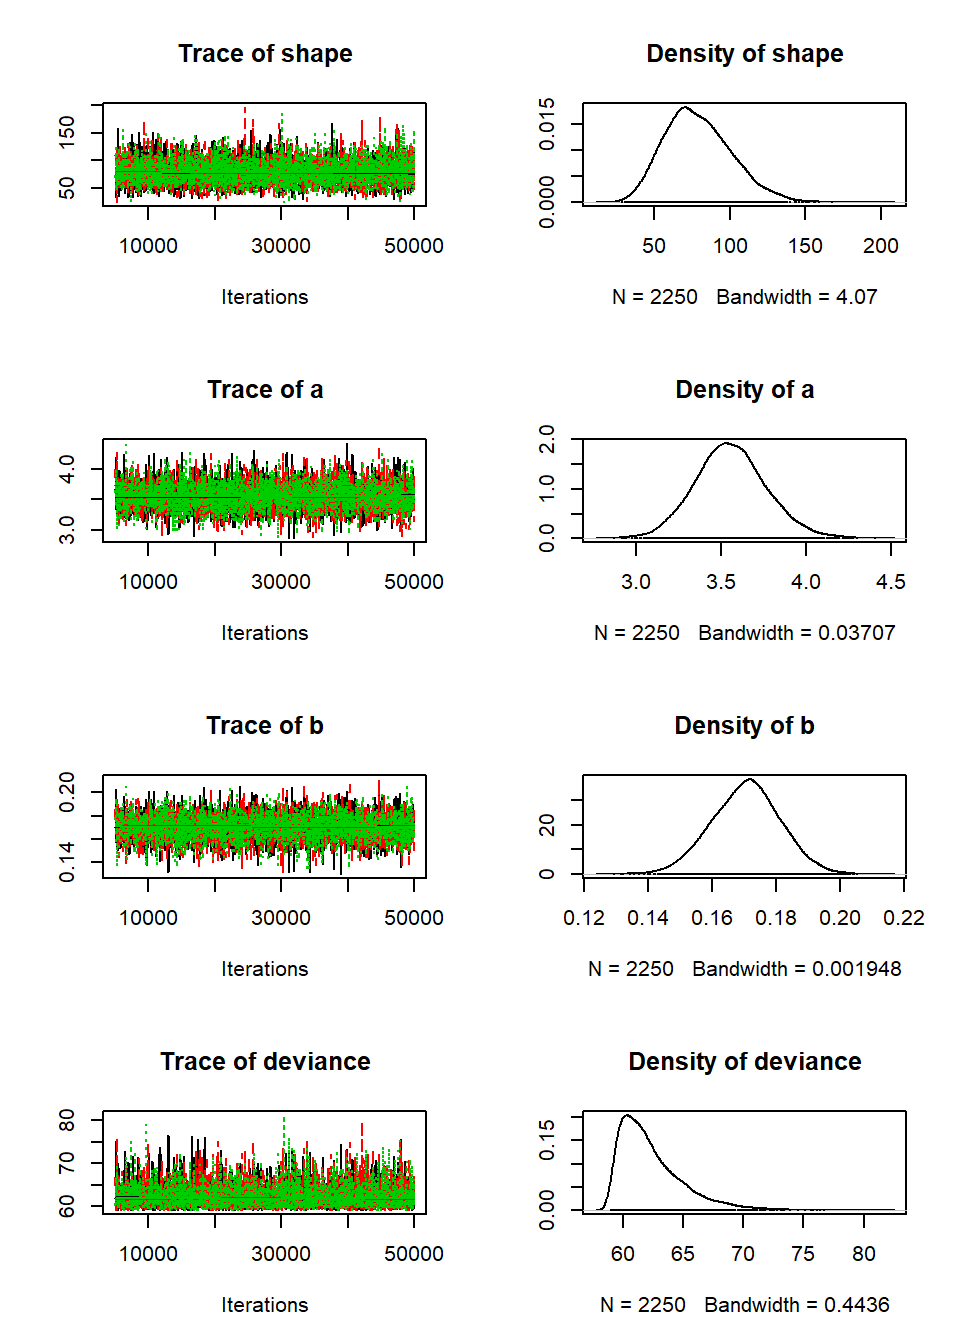 Trace of shape
50 150
10000 30000 50000
Iterations
Density of shape
0.000 0.015
50 100 150 200
N = 2250 Bandwidth = 4.07
Trace of a
3.0 4.0
10000 30000 50000
Iterations
Density of a
0.0 1.0 2.0
3.0 3.5 4.0 4.5
N = 2250 Bandwidth = 0.03707
Trace of b
0.14 0.20
10000 30000 50000
Iterations
Density of b
0 20
0.12 0.14 0.16 0.18 0.20 0.22
N = 2250 Bandwidth = 0.001948
Trace of deviance
60 70 80
10000 30000 50000
Iterations
Density of deviance
0.00 0.15
60 65 70 75 80
N = 2250 Bandwidth = 0.4436